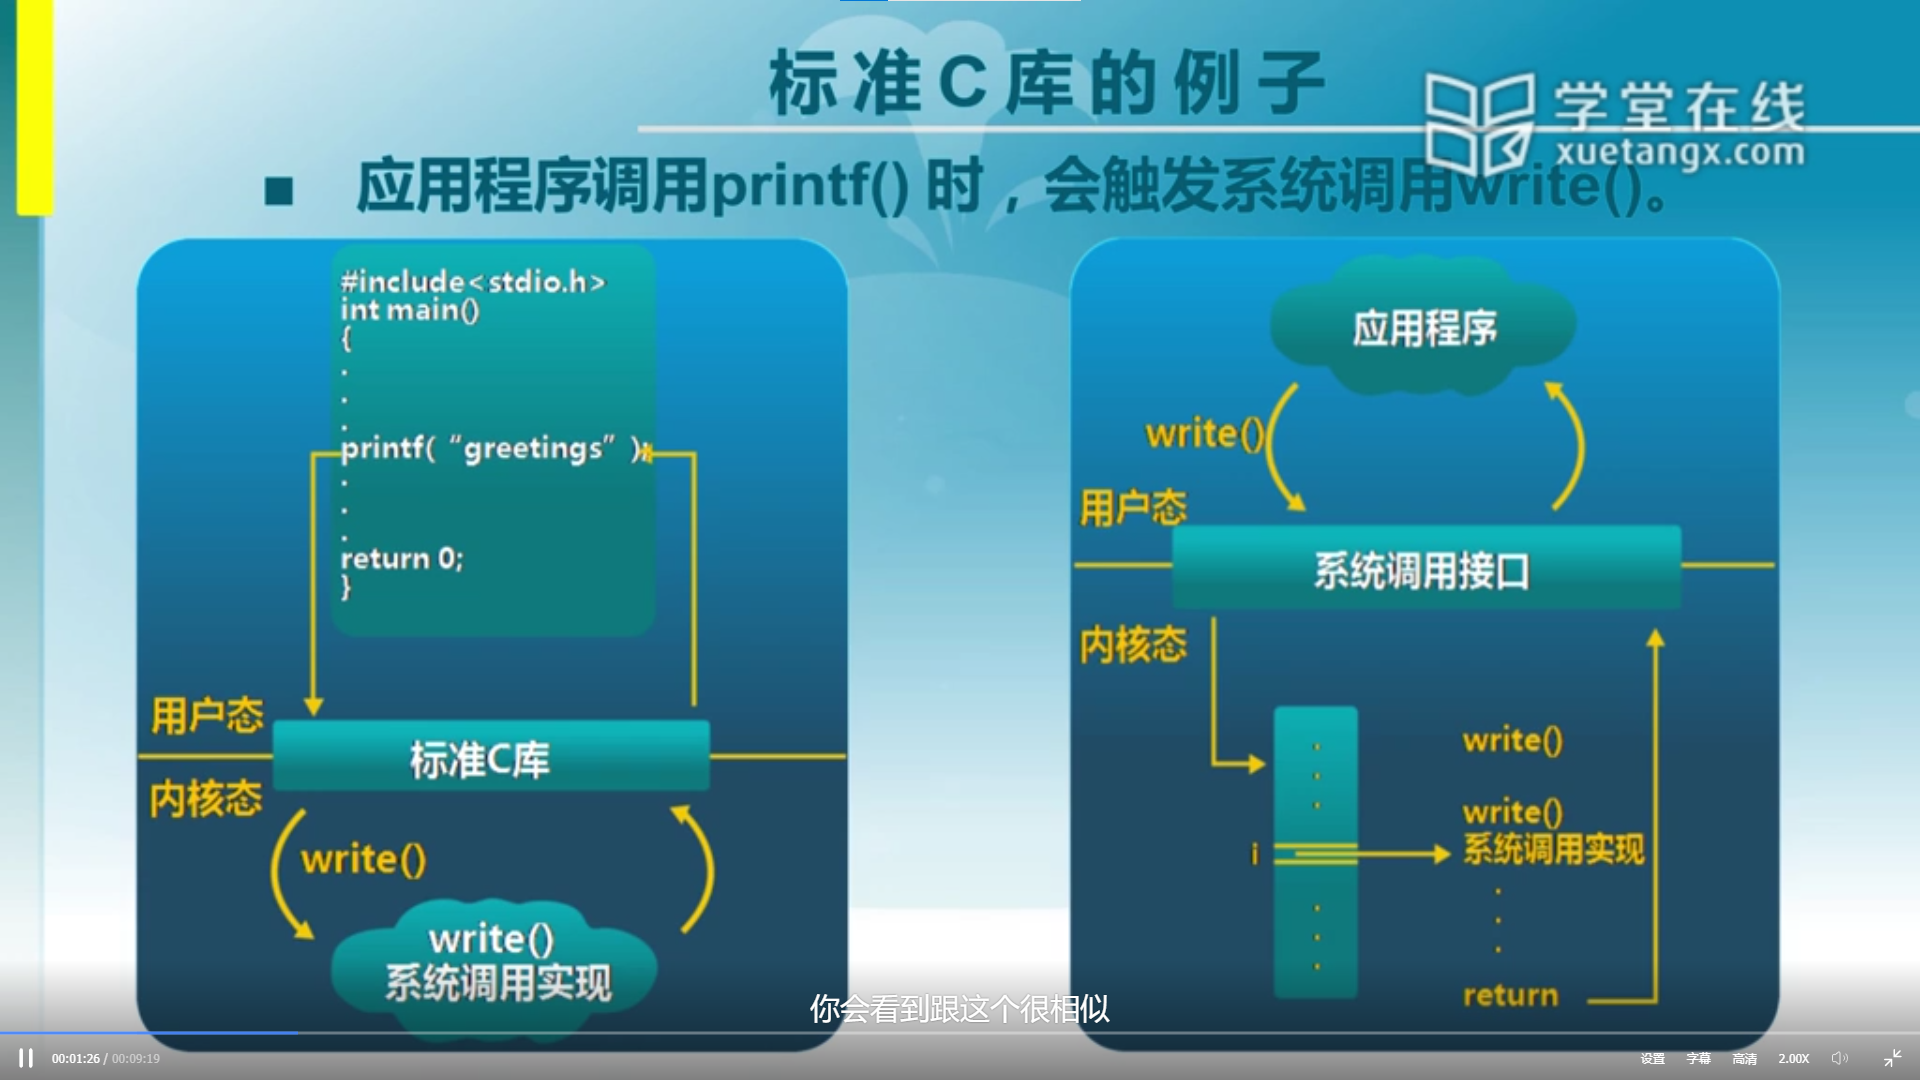 标准C库的例子
学堂在线
xuetangx.com
■ 应用程序调用printf() 时，会触发系统调用write()。
#include<stdio.h>
int main()
{
.
.
.
printf(“greetings”);
.
.
.
return 0;
}
用户态
标准C库
内核态
write()
write()
系统调用实现
应用程序
write()
用户态
系统调用接口
内核态
.
.
.
i
.
.
.
write()
write()
系统调用实现
.
.
.
return
你会看到跟这个很相似
00:01:26 / 00:09:19
设置 字幕 高清 2.00X